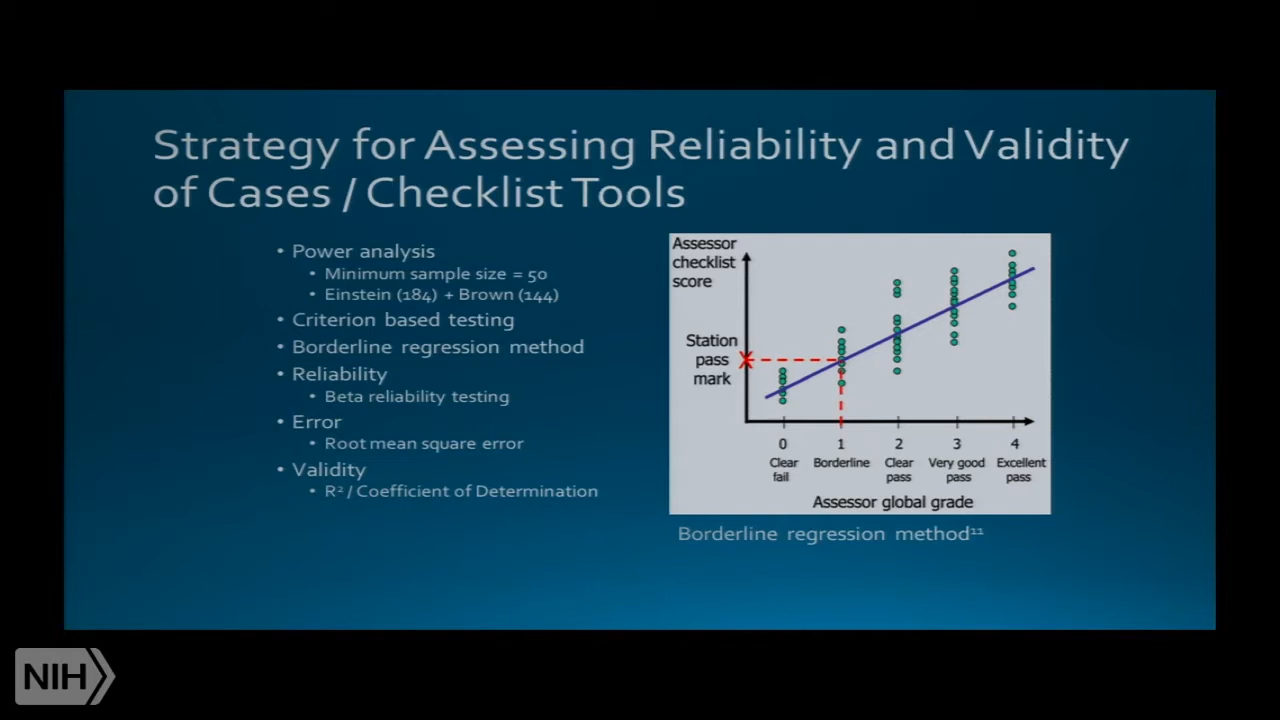 Strategy for Assessing Reliability and Validity
of Cases / Checklist Tools
• Power analysis
• Minimum sample size = 50
• Einstein (184) + Brown (144)
• Criterion based testing
• Borderline regression method
• Reliability
• Beta reliability testing
• Error
• Root mean square error
• Validity
• R² / Coefficient of Determination
Assessor
checklist
score
Station
pass
mark
0 1 2 3 4
Clear Borderline Clear Very good Excellent
fail pass pass pass
Assessor global grade
Borderline regression method¹¹
NIH